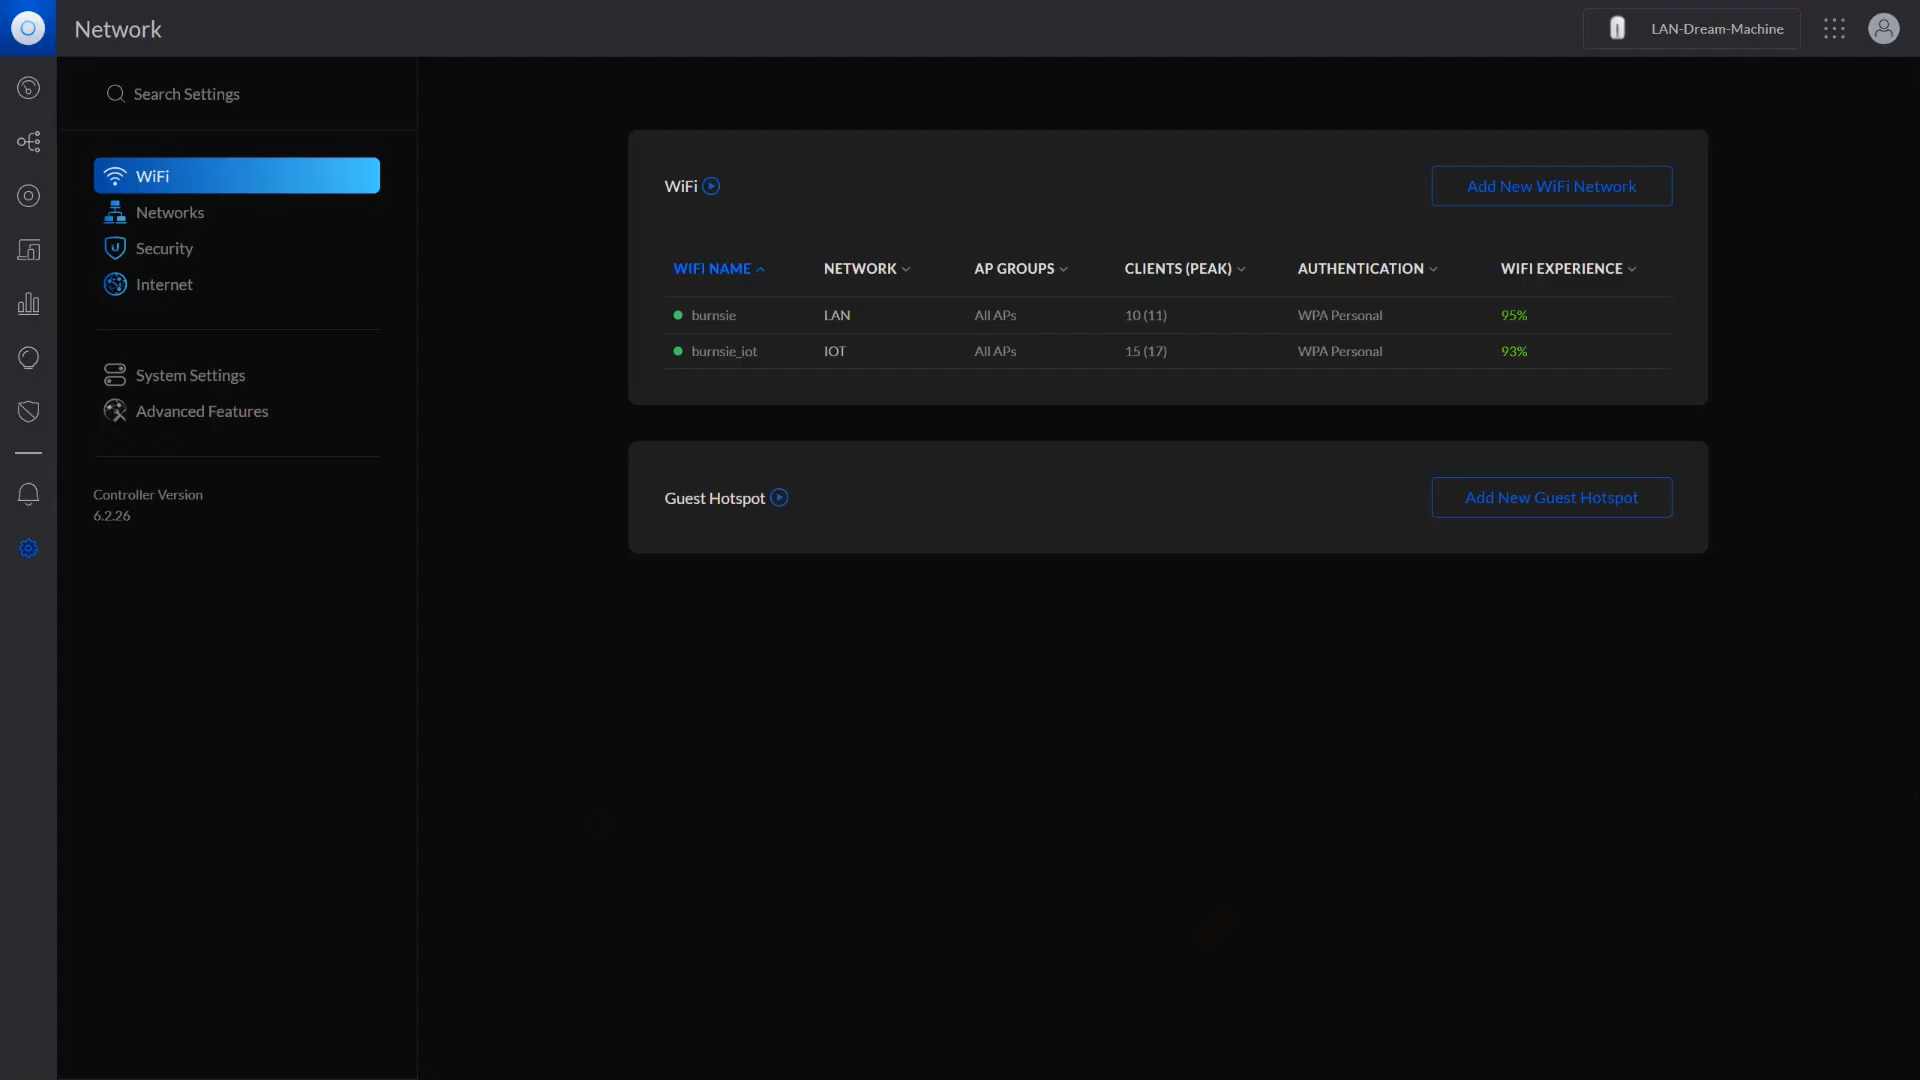 Network
LAN-Dream-Machine
Search Settings
WiFi
Networks
Security
Internet
System Settings
Advanced Features
Controller Version
6.2.26
WiFi
Add New WiFi Network
WIFI NAME NETWORK AP GROUPS CLIENTS (PEAK) AUTHENTICATION WIFI EXPERIENCE
burnsie LAN All APs 10 (11) WPA Personal 95%
burnsie_iot IOT All APs 15 (17) WPA Personal 93%
Guest Hotspot
Add New Guest Hotspot